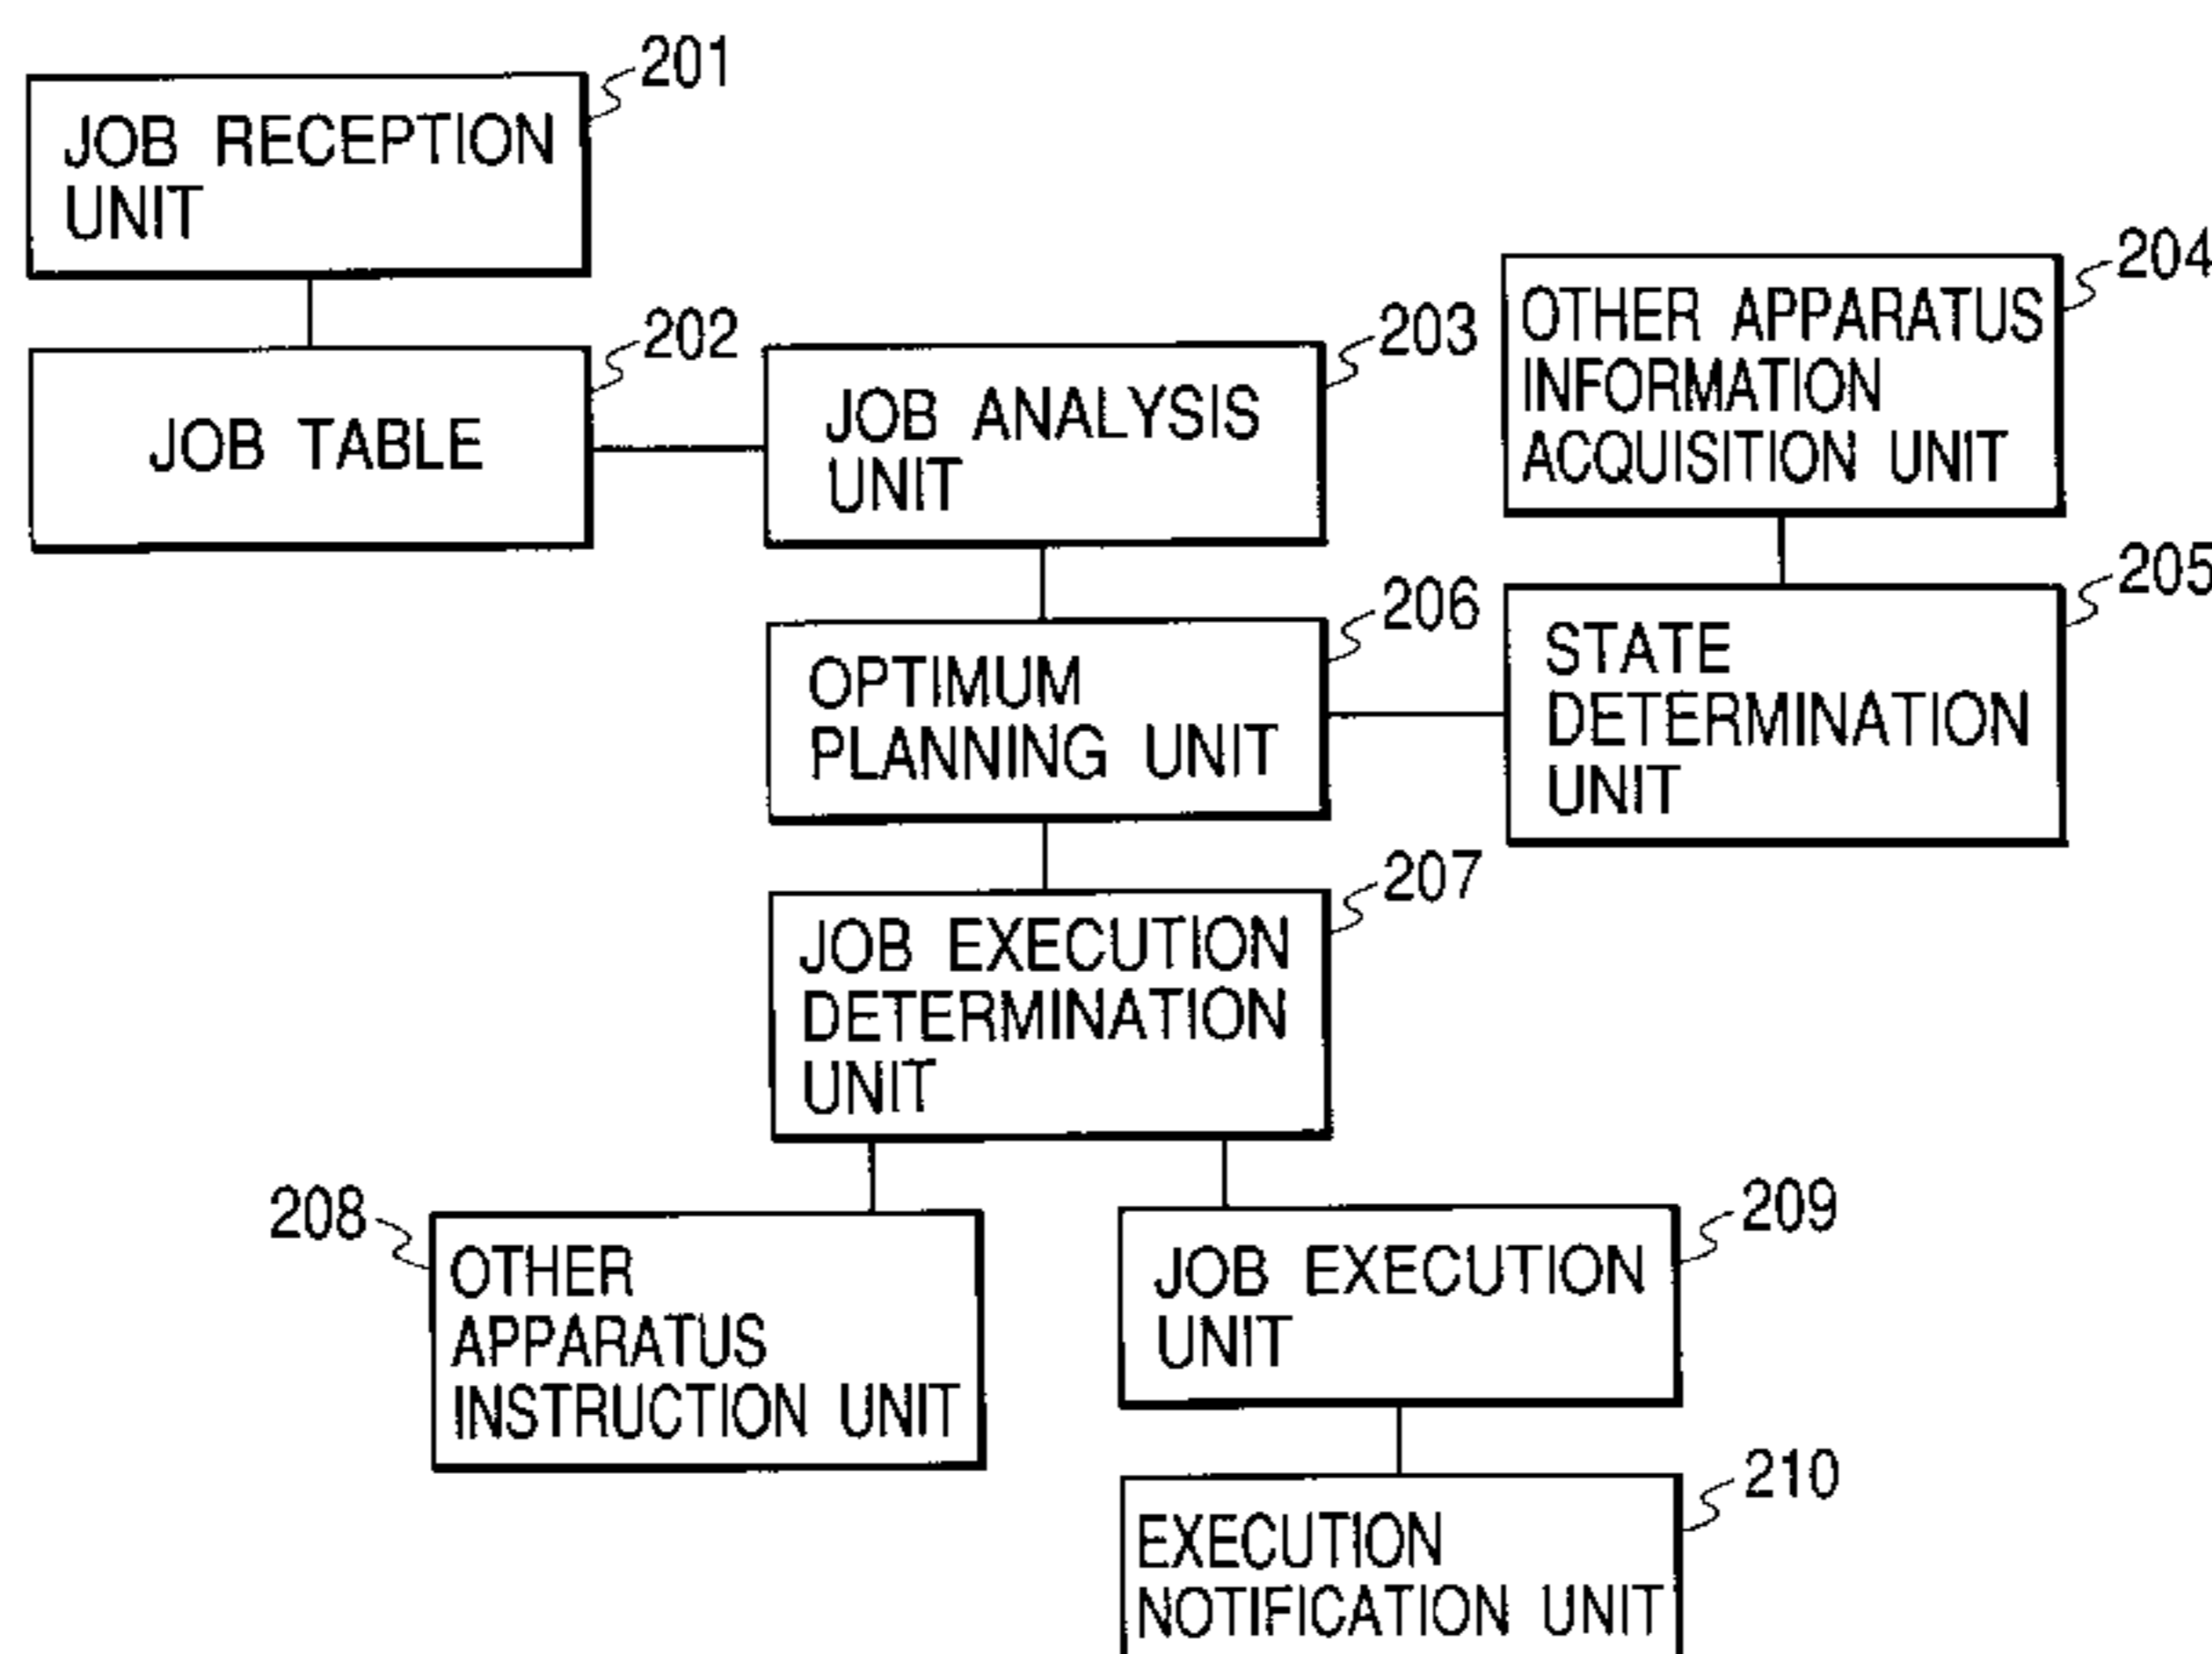 201
JOB RECEPTION
UNIT
202
JOB TABLE
203
JOB ANALYSIS
UNIT
204
OTHER APPARATUS
INFORMATION
ACQUISITION UNIT
205
STATE
DETERMINATION
UNIT
206
OPTIMUM
PLANNING UNIT
207
JOB EXECUTION
DETERMINATION
UNIT
208
OTHER
APPARATUS
INSTRUCTION UNIT
209
JOB EXECUTION
UNIT
210
EXECUTION
NOTIFICATION UNIT